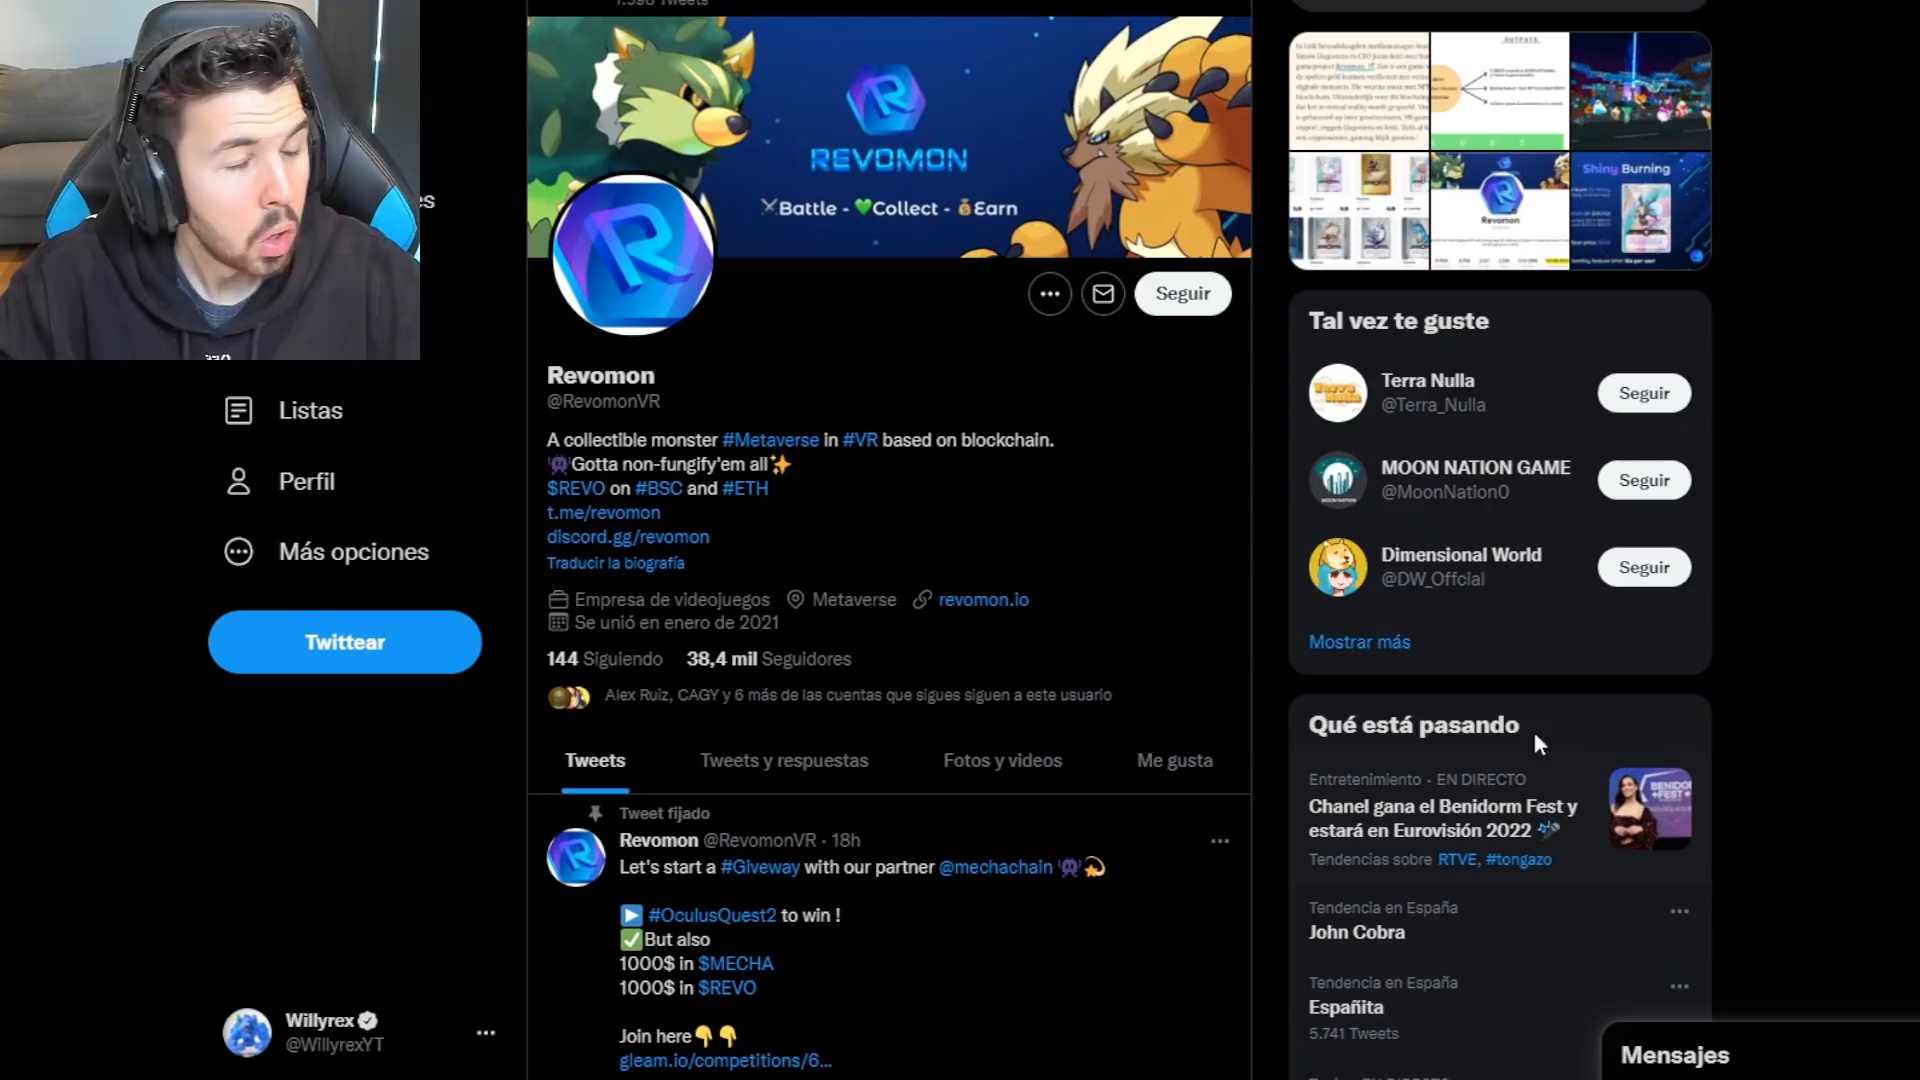 1.398 Tweets
REVOMON
⚔Battle - 💚Collect - 💰Earn
Seguir
Revomon
@RevomonVR
A collectible monster #Metaverse in #VR based on blockchain.
👾Gotta non-fungify'em all✨
$REVO on #BSC and #ETH
t.me/revomon
discord.gg/revomon
Traducir la biografía
Empresa de videojuegos Metaverse revomon.io
Se unió en enero de 2021
144 Siguiendo 38,4 mil Seguidores
Alex Ruiz, CAGY y 6 más de las cuentas que sigues siguen a este usuario
Tweets Tweets y respuestas Fotos y videos Me gusta
Tweet fijado
Revomon @RevomonVR · 18h
Let's start a #Giveway with our partner @mechachain 👾💫
▶️ #OculusQuest2 to win !
✅But also
1000$ in $MECHA
1000$ in $REVO
Join here👇👇
gleam.io/competitions/6...
es
Listas
Perfil
Más opciones
Twittear
Willyrex
@WillyrexYT
OUTPUTS
Revomon
Shiny Burning
Tal vez te guste
Terra Nulla
@Terra_Nulla
Seguir
MOON NATION GAME
@MoonNation0
Seguir
Dimensional World
@DW_Offcial
Seguir
Mostrar más
Qué está pasando
Entretenimiento · EN DIRECTO
Chanel gana el Benidorm Fest y
estará en Eurovisión 2022 🎤
Tendencias sobre RTVE, #tongazo
Tendencia en España
John Cobra
Tendencia en España
Españita
5.741 Tweets
Mensajes